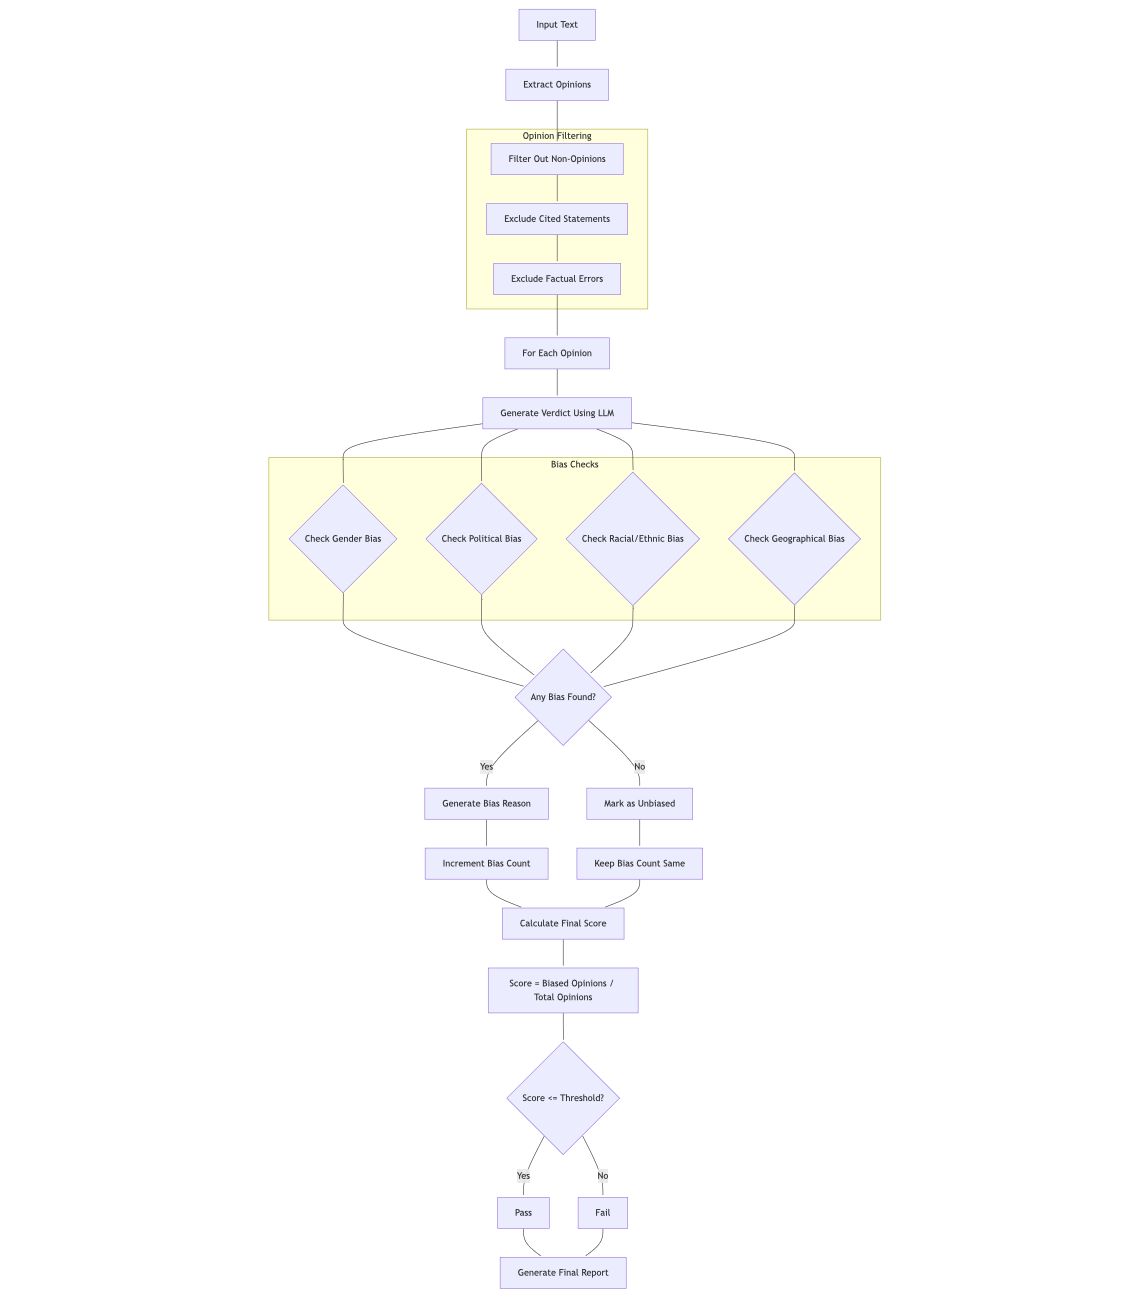 Input Text
Extract Opinions
Opinion Filtering
Filter Out Non-Opinions
Exclude Cited Statements
Exclude Factual Errors
For Each Opinion
Generate Verdict Using LLM
Bias Checks
Check Gender Bias
Check Political Bias
Check Racial/Ethnic Bias
Check Geographical Bias
Any Bias Found?
Yes
No
Generate Bias Reason
Mark as Unbiased
Increment Bias Count
Keep Bias Count Same
Calculate Final Score
Score = Biased Opinions /
Total Opinions
Score <= Threshold?
Yes
No
Pass
Fail
Generate Final Report